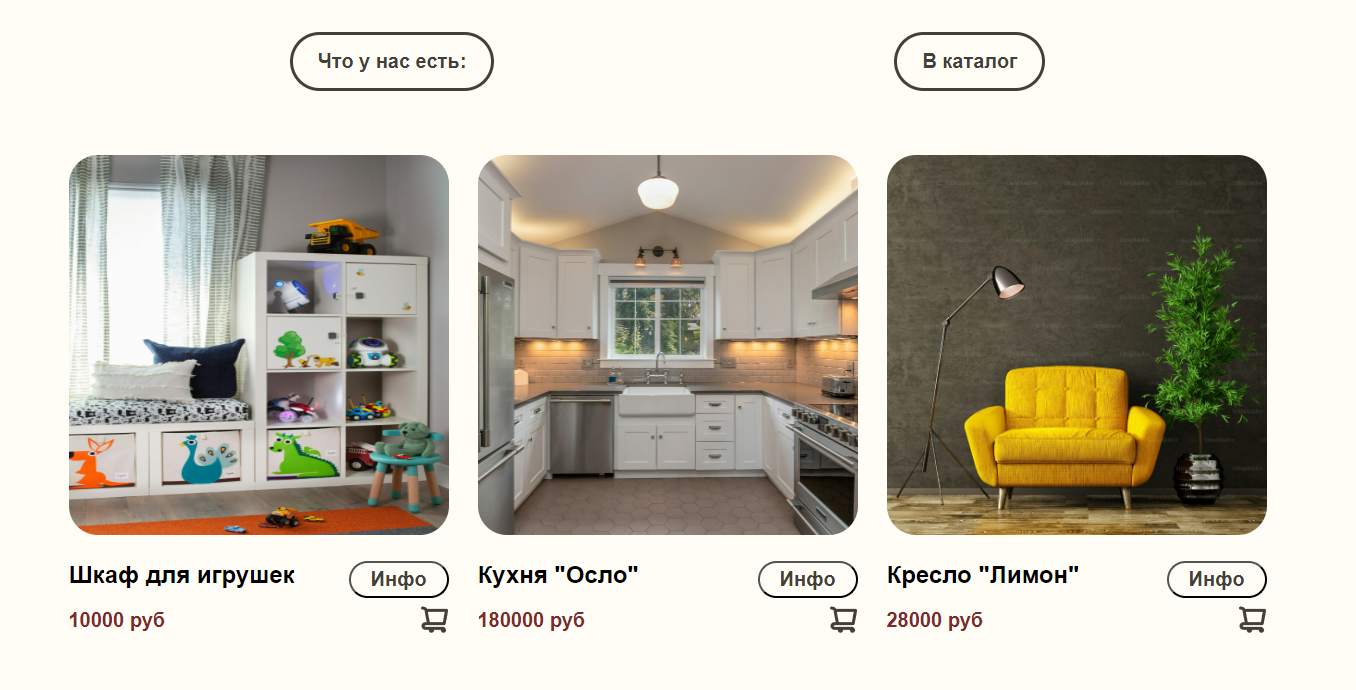 Что у нас есть:
В каталог
Шкаф для игрушек
Инфо
10000 руб
Кухня "Осло"
Инфо
180000 руб
Кресло "Лимон"
Инфо
28000 руб